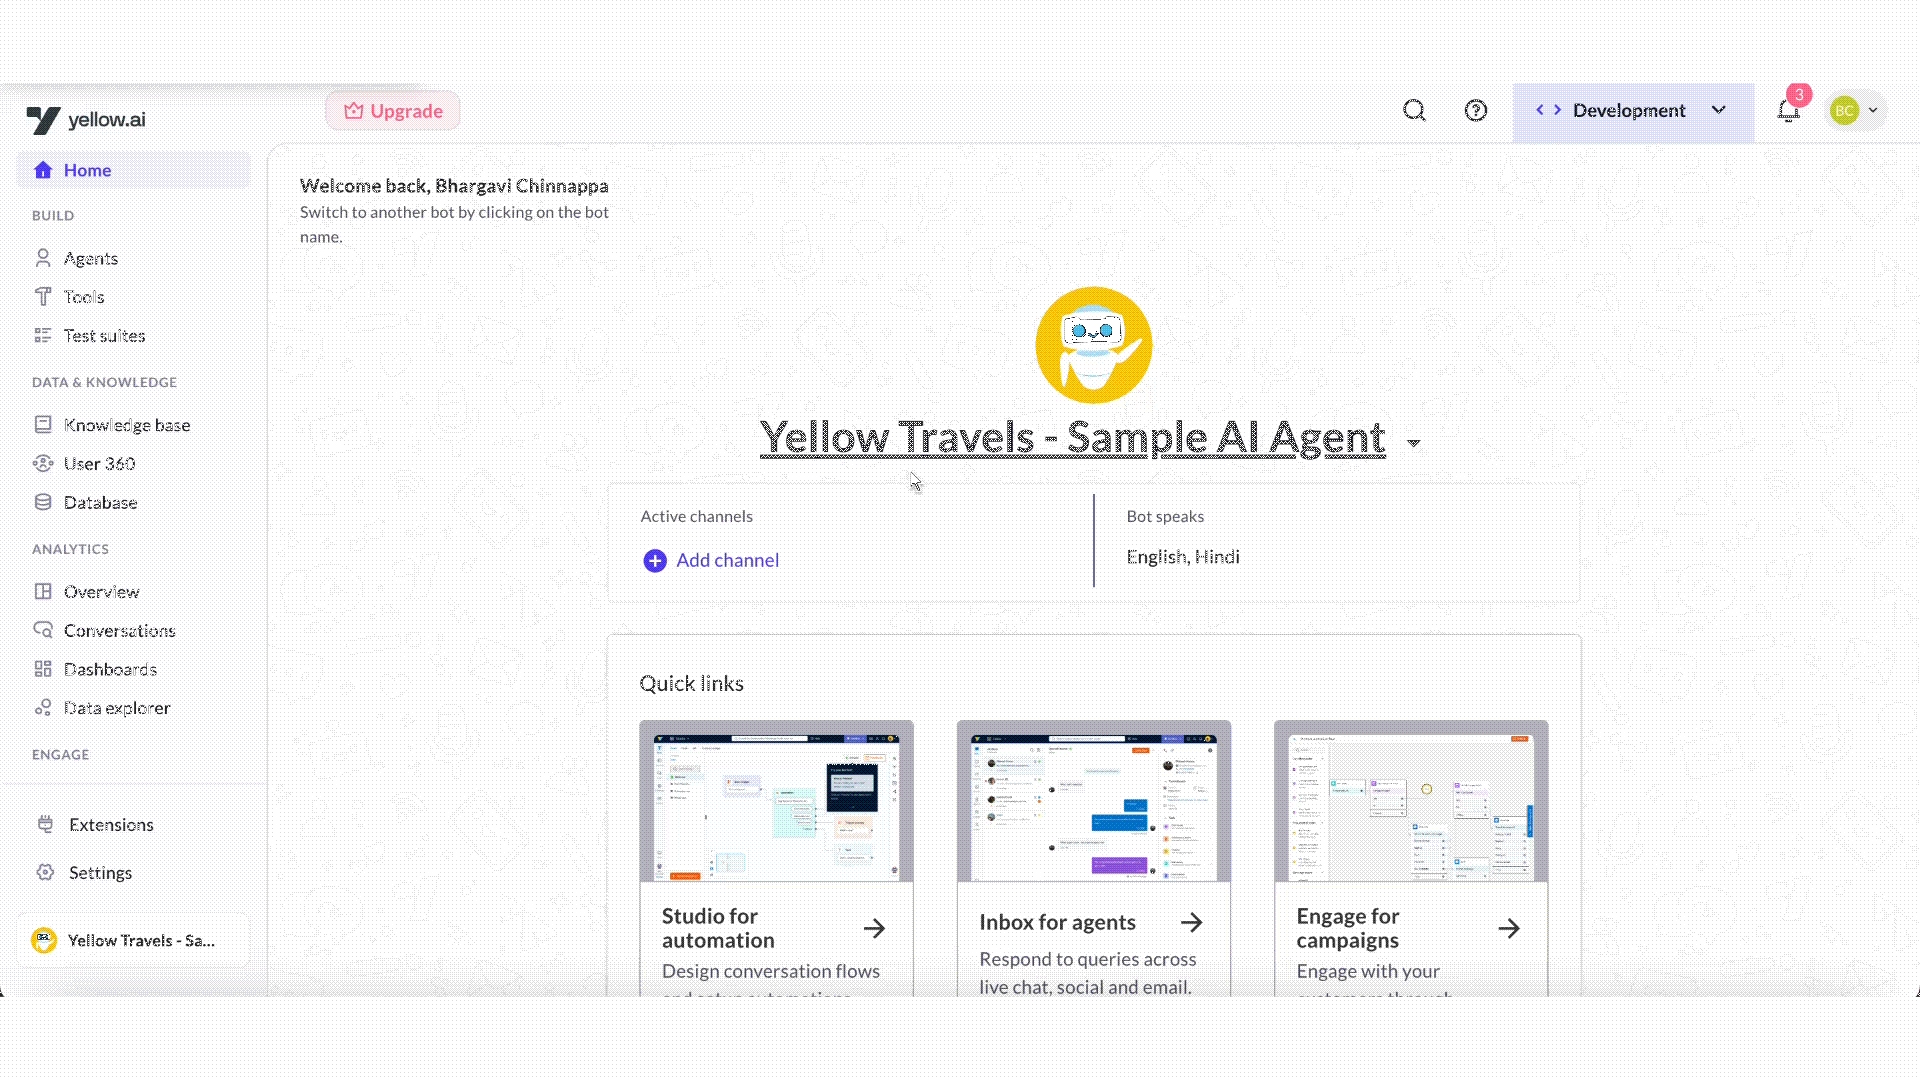 yellow.ai
Upgrade
Development
3
BC
Home
Welcome back, Bhargavi Chinnappa
Switch to another bot by clicking on the bot
name.
BUILD
Agents
Tools
Test suites
DATA & KNOWLEDGE
Knowledge base
User 360
Database
ANALYTICS
Overview
Conversations
Dashboards
Data explorer
ENGAGE
Extensions
Settings
Yellow Travels - Sa...
Yellow Travels - Sample AI Agent
Active channels
Add channel
Bot speaks
English, Hindi
Quick links
Studio for
automation
Design conversation flows
Inbox for agents
Respond to queries across
live chat, social and email.
Engage for
campaigns
Engage with your
customers through